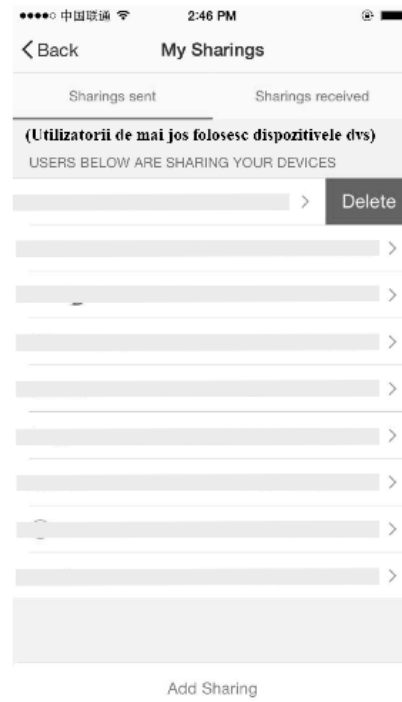 中国联通 2:46 PM
Back My Sharings
Sharings sent Sharings received
(Utilizatorii de mai jos folosesc dispozitivele dvs)
USERS BELOW ARE SHARING YOUR DEVICES
Delete
Add Sharing